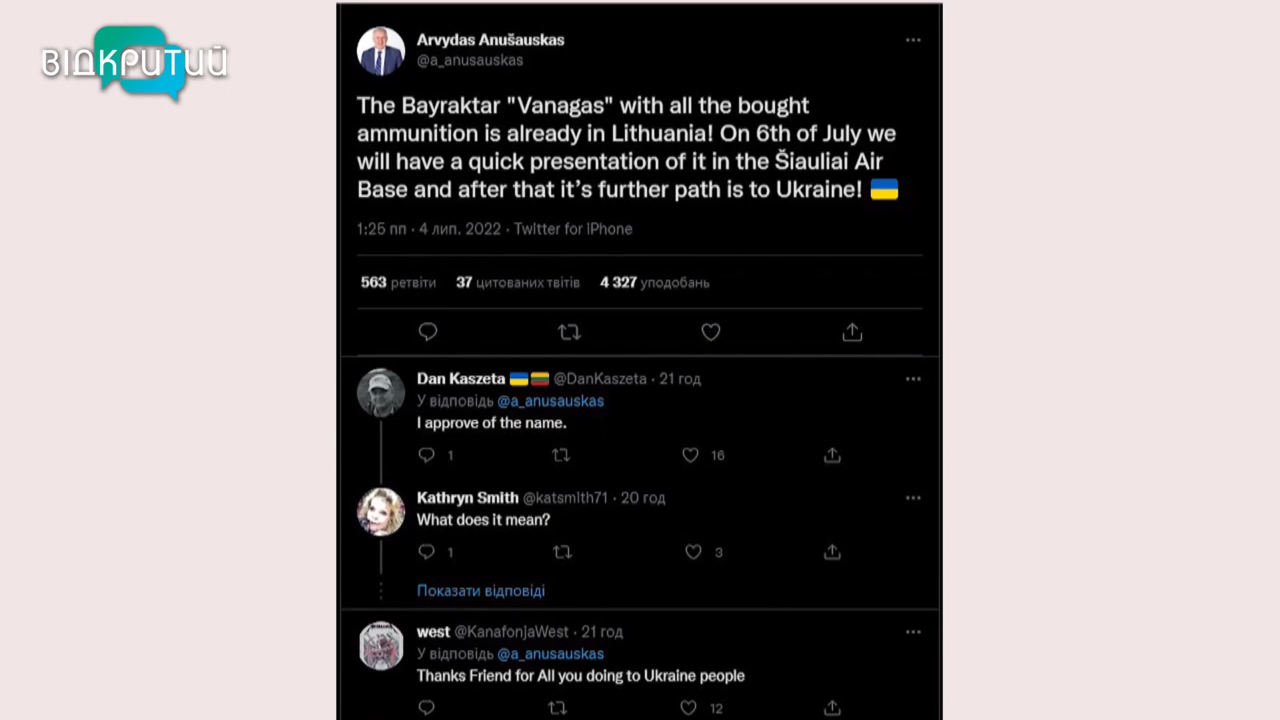 ВІДКРИТИЙ
Arvydas Anušauskas
@a_anusauskas
The Bayraktar "Vanagas" with all the bought
ammunition is already in Lithuania! On 6th of July we
will have a quick presentation of it in the Šiauliai Air
Base and after that it's further path is to Ukraine! 🇺🇦
1:25 пп · 4 лип. 2022 · Twitter for iPhone
563 ретвіти 37 цитованих твітів 4 327 уподобань
Dan Kaszeta 🇺🇦🇱🇹 @DanKaszeta · 21 год
У відповідь @a_anusauskas
I approve of the name.
1 16
Kathryn Smith @katsmith71 · 20 год
What does it mean?
1 3
Показати відповіді
west @KanafonjaWest · 21 год
У відповідь @a_anusauskas
Thanks Friend for All you doing to Ukraine people
12